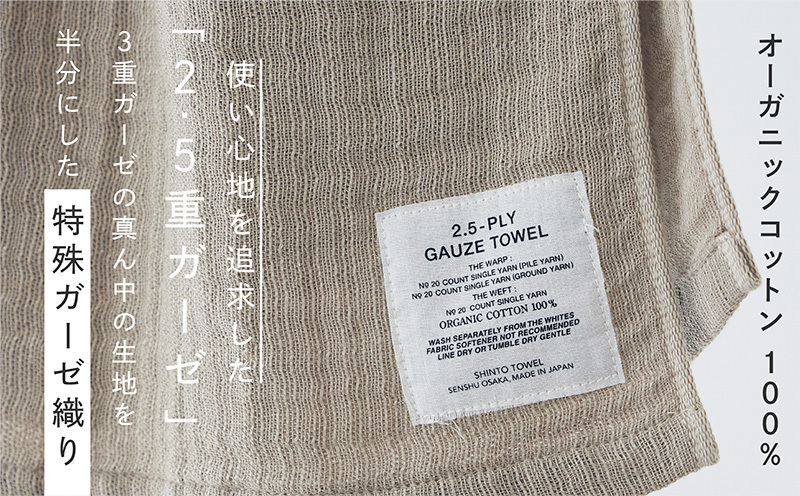 オーガニックコットン100%
使い心地を追求した
「2.5重ガーゼ」
3重ガーゼの真ん中の生地を
半分にした特殊ガーゼ織り
2.5-PLY
GAUZE TOWEL
THE WARP :
Nº 20 COUNT SINGLE YARN (PILE YARN)
Nº 20 COUNT SINGLE YARN (GROUND YARN)
THE WEFT :
Nº 20 COUNT SINGLE YARN
ORGANIC COTTON 100%
WASH SEPARATELY FROM THE WHITES
FABRIC SOFTENER NOT RECOMMENDED
LINE DRY OR TUMBLE DRY GENTLE
SHINTO TOWEL
SENSHU OSAKA, MADE IN JAPAN